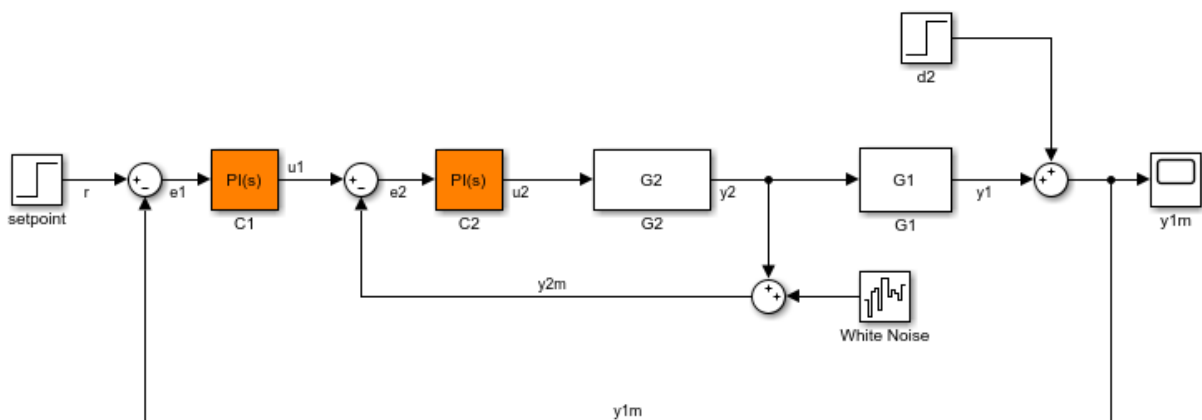 d2
PI(s)
PI(s)
G2
G1
r
e1
u1
e2
u2
y2
y1
setpoint
C1
C2
G2
G1
y1m
y2m
White Noise
y1m